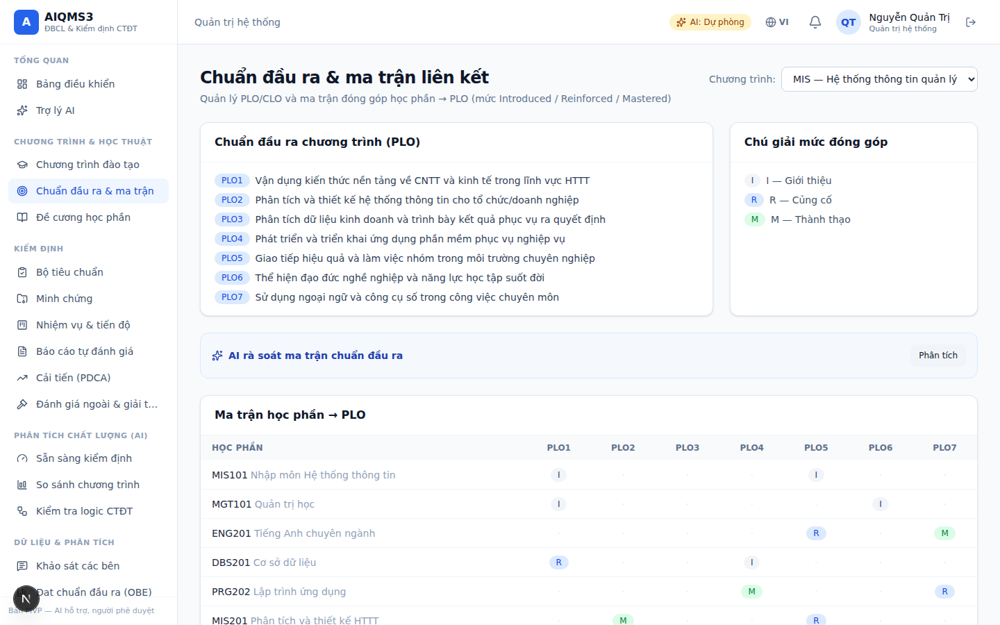 A
AIQMS3
ĐBCL & Kiểm định CTĐT
Quản trị hệ thống
AI: Dự phòng
VI
QT
Nguyễn Quản Trị
Quản trị hệ thống
TỔNG QUAN
Bảng điều khiển
Trợ lý AI
CHƯƠNG TRÌNH & HỌC THUẬT
Chương trình đào tạo
Chuẩn đầu ra & ma trận
Đề cương học phần
KIỂM ĐỊNH
Bộ tiêu chuẩn
Minh chứng
Nhiệm vụ & tiến độ
Báo cáo tự đánh giá
Cải tiến (PDCA)
Đánh giá ngoài & giải t...
PHÂN TÍCH CHẤT LƯỢNG (AI)
Sẵn sàng kiểm định
So sánh chương trình
Kiểm tra logic CTĐT
DỮ LIỆU & PHÂN TÍCH
Khảo sát các bên
Đạt chuẩn đầu ra (OBE)
N
MVP — AI hỗ trợ, người phê duyệt
Chuẩn đầu ra & ma trận liên kết
Quản lý PLO/CLO và ma trận đóng góp học phần → PLO (mức Introduced / Reinforced / Mastered)
Chương trình:
MIS — Hệ thống thông tin quản lý
Chuẩn đầu ra chương trình (PLO)
PLO1 Vận dụng kiến thức nền tảng về CNTT và kinh tế trong lĩnh vực HTTT
PLO2 Phân tích và thiết kế hệ thống thông tin cho tổ chức/doanh nghiệp
PLO3 Phân tích dữ liệu kinh doanh và trình bày kết quả phục vụ ra quyết định
PLO4 Phát triển và triển khai ứng dụng phần mềm phục vụ nghiệp vụ
PLO5 Giao tiếp hiệu quả và làm việc nhóm trong môi trường chuyên nghiệp
PLO6 Thể hiện đạo đức nghề nghiệp và năng lực học tập suốt đời
PLO7 Sử dụng ngoại ngữ và công cụ số trong công việc chuyên môn
Chú giải mức đóng góp
I I — Giới thiệu
R R — Củng cố
M M — Thành thạo
AI rà soát ma trận chuẩn đầu ra
Phân tích
Ma trận học phần → PLO
HỌC PHẦN PLO1 PLO2 PLO3 PLO4 PLO5 PLO6 PLO7
MIS101 Nhập môn Hệ thống thông tin I · · · I · ·
MGT101 Quản trị học I · · · · I ·
ENG201 Tiếng Anh chuyên ngành · · · · R · M
DBS201 Cơ sở dữ liệu R · · I · · ·
PRG202 Lập trình ứng dụng · · · M · · R
MIS201 Phân tích và thiết kế HTTT · M · · R · ·